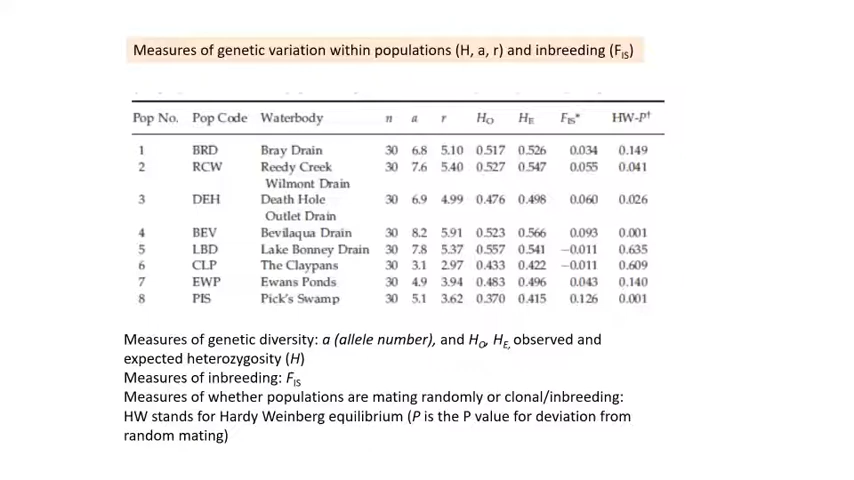 Measures of genetic variation within populations (H, a, r) and inbreeding (FIS)
Pop No. Pop Code Waterbody n a r HO HE FIS* HW-P†
1 BRD Bray Drain 30 6.8 5.10 0.517 0.526 0.034 0.149
2 RCW Reedy Creek 30 7.6 5.40 0.527 0.547 0.055 0.041
Wilmont Drain
3 DEH Death Hole 30 6.9 4.99 0.476 0.498 0.060 0.026
Outlet Drain
4 BEV Bevilaqua Drain 30 8.2 5.91 0.523 0.566 0.093 0.001
5 LBD Lake Bonney Drain 30 7.8 5.37 0.557 0.541 −0.011 0.635
6 CLP The Claypans 30 3.1 2.97 0.433 0.422 −0.011 0.609
7 EWP Ewans Ponds 30 4.9 3.94 0.483 0.496 0.043 0.140
8 PIS Pick's Swamp 30 5.1 3.62 0.370 0.415 0.126 0.001
Measures of genetic diversity: a (allele number), and HO, HE, observed and
expected heterozygosity (H)
Measures of inbreeding: FIS
Measures of whether populations are mating randomly or clonal/inbreeding:
HW stands for Hardy Weinberg equilibrium (P is the P value for deviation from
random mating)